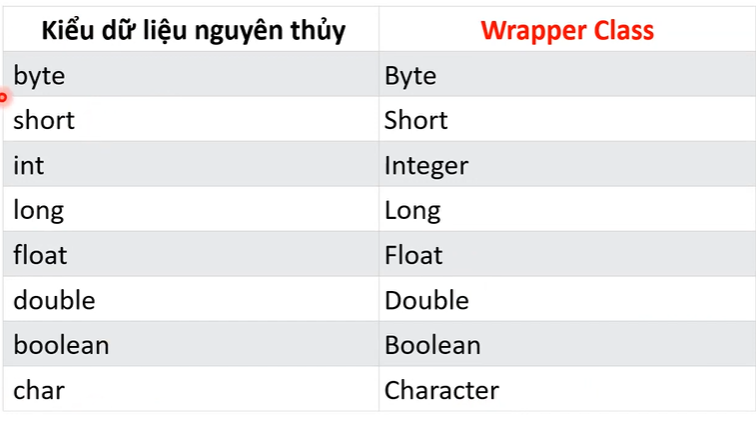 Kiểu dữ liệu nguyên thủy Wrapper Class
byte Byte
short Short
int Integer
long Long
float Float
double Double
boolean Boolean
char Character